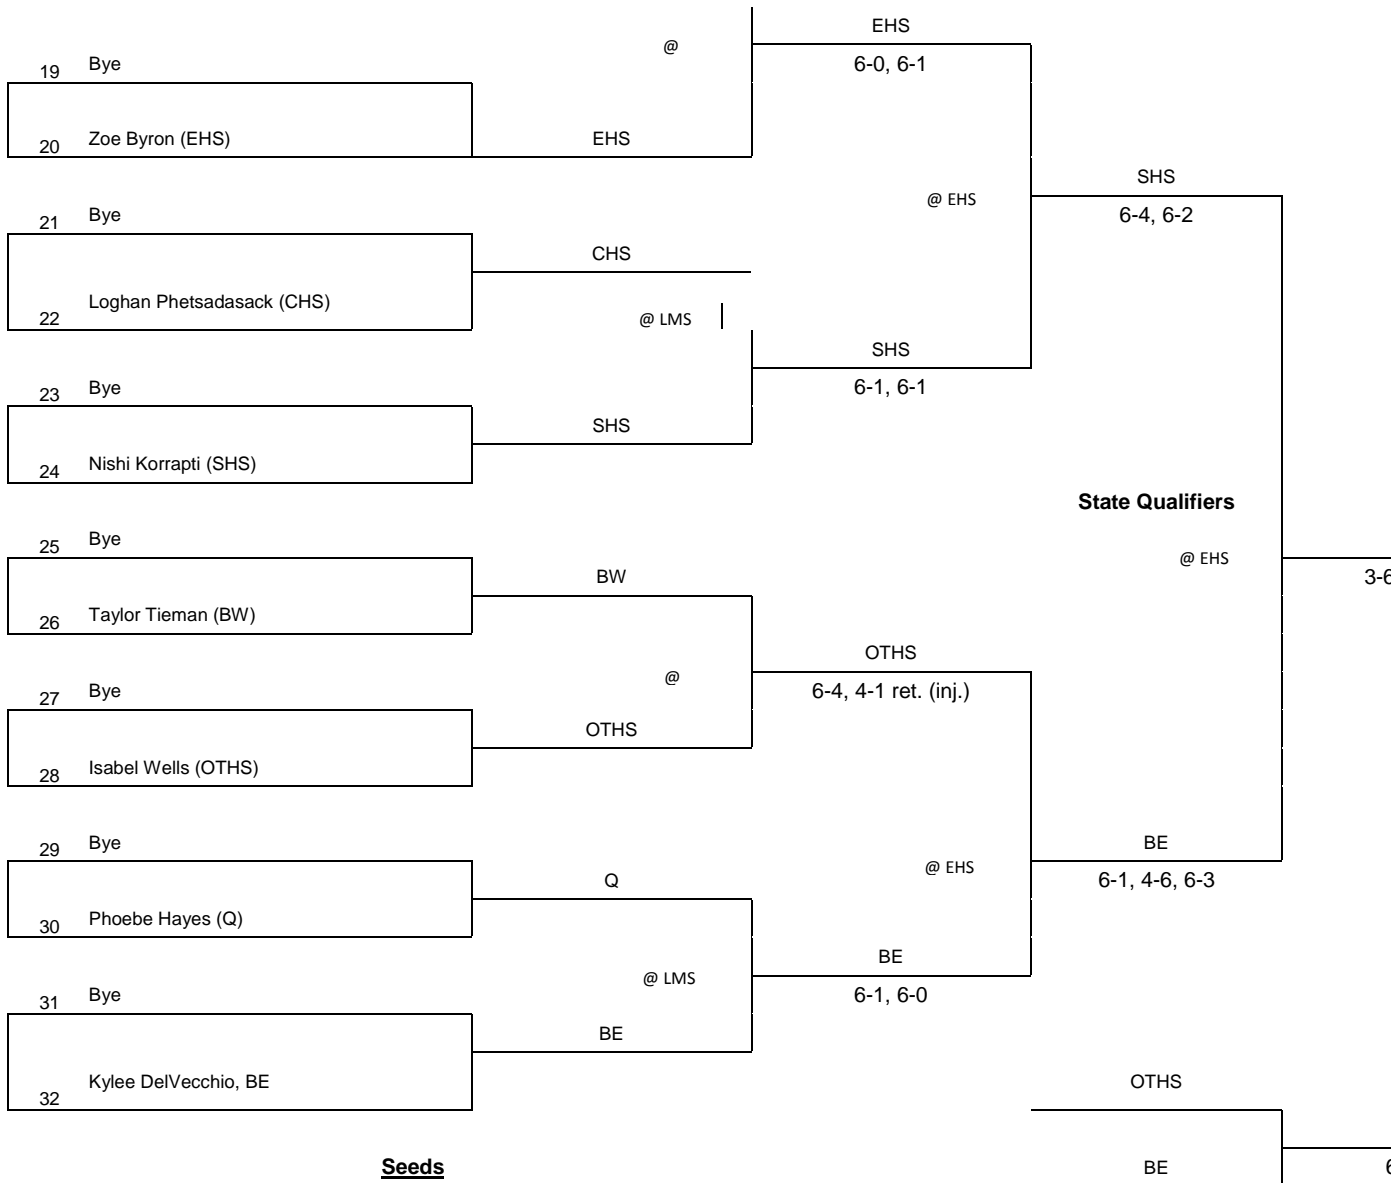 EHS
@
6-0, 6-1
19 Bye
20 Zoe Byron (EHS)
EHS
SHS
@ EHS
6-4, 6-2
21 Bye
CHS
22 Loghan Phetsadasack (CHS)
@ LMS
SHS
6-1, 6-1
23 Bye
SHS
24 Nishi Korrapti (SHS)
State Qualifiers
25 Bye
@ EHS
BW
3-6
26 Taylor Tieman (BW)
OTHS
@
6-4, 4-1 ret. (inj.)
27 Bye
OTHS
28 Isabel Wells (OTHS)
29 Bye
BE
@ EHS
Q
6-1, 4-6, 6-3
30 Phoebe Hayes (Q)
BE
@ LMS
6-1, 6-0
31 Bye
BE
32 Kylee DelVecchio, BE
OTHS
Seeds
BE
6